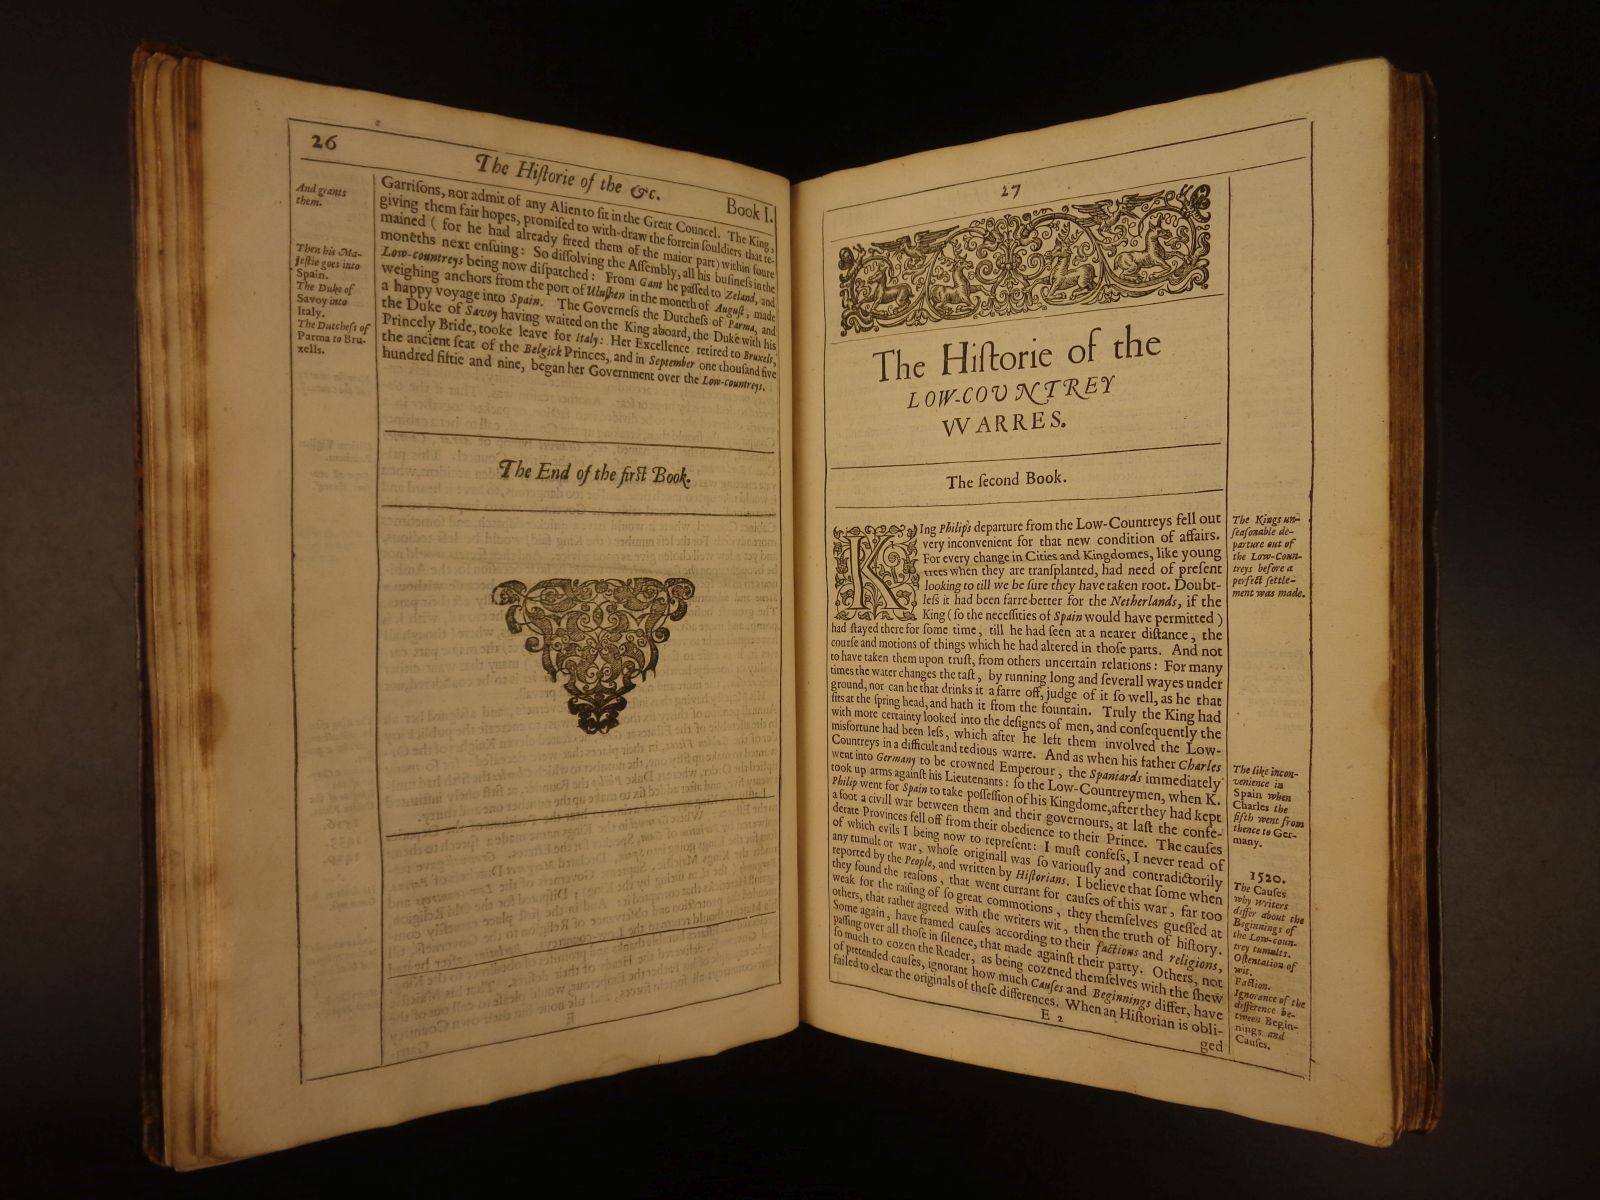 26
The Hiſtorie of the &c.
Book I.
And grants
them.
Then his Ma-
jeſtie goes into
Spain.
The Duke of
Savoy into
Italy.
The Dutcheſs of
Parma to Bru-
xells.
Garriſons, nor admit of any Alien to ſit in the Great Councel. The King,
giving them fair hopes, promiſed to with-draw the forrein ſouldiers that re-
mained ( for he had already freed them of the maior part) within foure
moneths next enſuing: So diſſolving the Aſſembly, all his buſineſs in the
Low-countreys being now diſpatched: From Gant he paſſed to Zeland, and
weighing anchors from the port of Uluſhen in the moneth of Auguſt, made
a happy voyage into Spain. The Governeſs the Dutcheſs of Parma, and
the Duke of Savoy having waited on the King aboard, the Duke with his
Princely Bride, tooke leave for Italy: Her Excellence retired to Bruxels,
the ancient ſeat of the Belgick Princes, and in September one thouſand five
hundred fiftie and nine, began her Government over the Low-countreys.
The End of the firſt Book.
27
The Hiſtorie of the
LOW-COUNTREY
VVARRES.
The ſecond Book.
KIng Philip's departure from the Low-Countreys fell out
very inconvenient for that new condition of affairs.
For every change in Cities and Kingdomes, like young
trees when they are tranſplanted, had need of preſent
looking to till we be ſure they have taken root. Doubt-
leſs it had been farre better for the Netherlands, if the
King ( ſo the neceſſities of Spain would have permitted )
had ſtayed there for ſome time, till he had ſeen at a nearer diſtance, the
courſe and motions of things which he had altered in thoſe parts. And not
to have taken them upon truſt, from others uncertain relations: For many
times the water changes the taſt, by running long and ſeverall wayes under
ground, nor can he that drinks it a farre off, judge of it ſo well, as he that
ſits at the ſpring head, and hath it from the fountain. Truly the King had
with more certainty looked into the deſignes of men, and conſequently the
misfortune had been leſs, which after he left them involved the Low-
Countreys in a difficult and tedious warre. And as when his father Charles
went into Germany to be crowned Emperour, the Spaniards immediately
took up arms againſt his Lieutenants: ſo the Low-Countreymen, when K.
Philip went for Spain to take poſſeſſion of his Kingdome, after they had kept
a foot a civill war between them and their governours, at laſt the confe-
derate Provinces fell off from their obedience to their Prince. The cauſes
of which evils I being now to repreſent: I muſt confeſs, I never read of
any tumult or war, whoſe originall was ſo variouſly and contradictorily
reported by the People, and written by Hiſtorians. I believe that ſome when
they found the reaſons, that went currant for cauſes of this war, far too
weak for the raiſing of ſo great commotions, they themſelves gueſſed at
others, that rather agreed with the writers wit, then the truth of hiſtory.
Some again, have framed cauſes according to their factions and religions,
paſſing over all thoſe in ſilence, that made againſt their party. Others, not
ſo much to cozen the Reader, as being cozened themſelves with the ſhew
of pretended cauſes, ignorant how much Cauſes and Beginnings differ, have
failed to clear the originals of theſe differences. When an Hiſtorian is obli-
E 2
ged
The Kings un-
ſeaſonable de-
parture out of
the Low-Coun-
treys before a
perfect ſettle-
ment was made.
The like incon-
venience in
Spain when
Charles the
fifth went from
thence to Ger-
many.
1520.
The Cauſes
why writers
differ about the
Beginnings of
the Low-coun-
trey tumults.
Oſtentation of
wit.
Faction.
Ignorance of the
difference be-
tween Begin-
nings and
Cauſes.